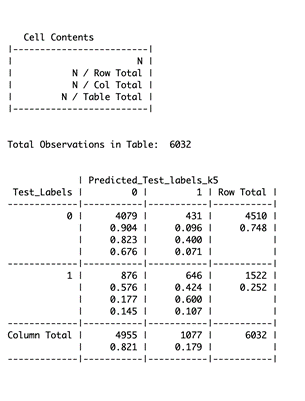 Cell Contents
|-------------------------|
|                       N |
|           N / Row Total |
|           N / Col Total |
|         N / Table Total |
|-------------------------|
Total Observations in Table:  6032
             | Predicted_Test_labels_k5
 Test_Labels |         0 |         1 | Row Total |
-------------|-----------|-----------|-----------|
           0 |      4079 |       431 |      4510 |
             |     0.904 |     0.096 |     0.748 |
             |     0.823 |     0.400 |           |
             |     0.676 |     0.071 |           |
-------------|-----------|-----------|-----------|
           1 |       876 |       646 |      1522 |
             |     0.576 |     0.424 |     0.252 |
             |     0.177 |     0.600 |           |
             |     0.145 |     0.107 |           |
-------------|-----------|-----------|-----------|
Column Total |      4955 |      1077 |      6032 |
             |     0.821 |     0.179 |           |
-------------|-----------|-----------|-----------|